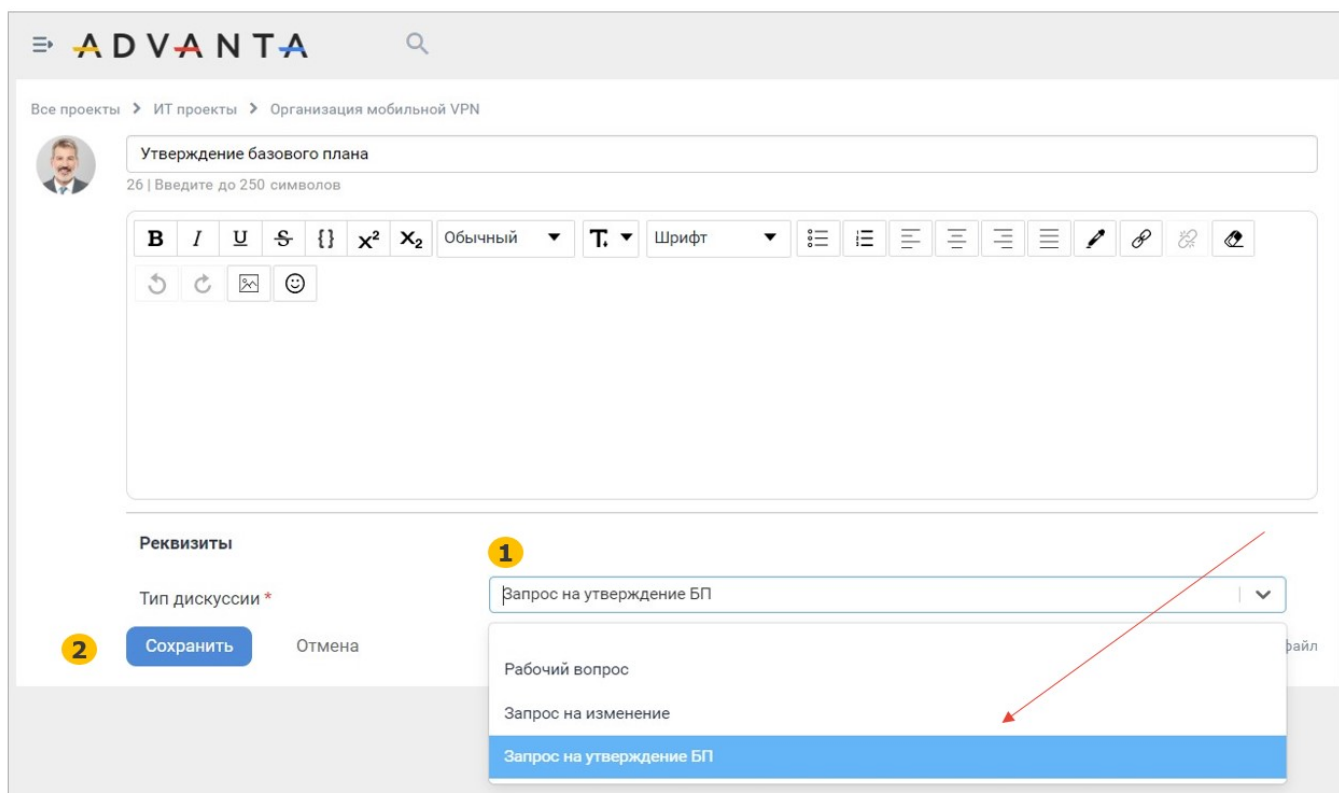 ADVANTA
Все проекты > ИТ проекты > Организация мобильной VPN
Утверждение базового плана
26 | Введите до 250 символов
B I U S {} X² X₂ Обычный T Шрифт
Реквизиты
1
Тип дискуссии *
Запрос на утверждение БП
2
Сохранить Отмена
файл
Рабочий вопрос
Запрос на изменение
Запрос на утверждение БП